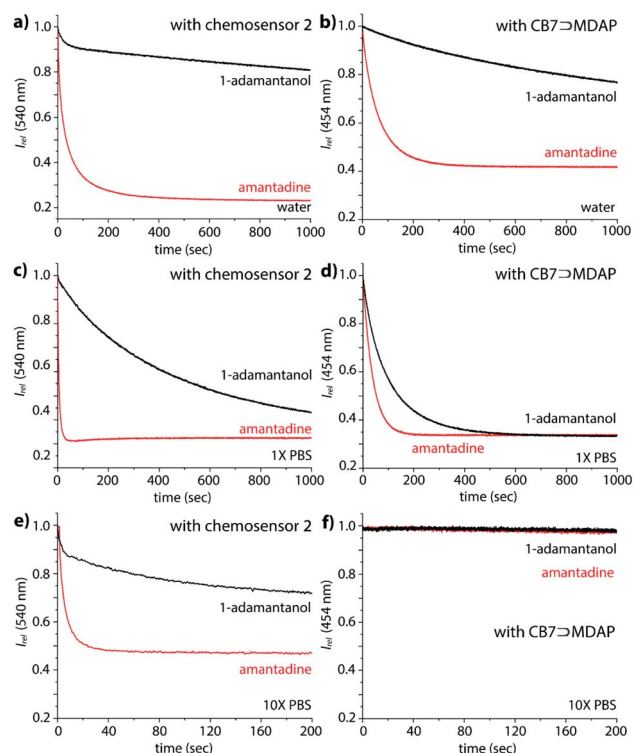 a) with chemosensor 2
1.0
0.8
0.6
0.4
0.2
I_rel (540 nm)
1-adamantanol
amantadine
water
0 200 400 600 800 1000
time (sec)
b) with CB7⊃MDAP
1.0
0.8
0.6
0.4
0.2
I_rel (454 nm)
1-adamantanol
amantadine
water
0 200 400 600 800 1000
time (sec)
c) with chemosensor 2
1.0
0.8
0.6
0.4
0.2
I_rel (540 nm)
1-adamantanol
amantadine
1X PBS
0 200 400 600 800 1000
time (sec)
d) with CB7⊃MDAP
1.0
0.8
0.6
0.4
0.2
I_rel (454 nm)
1-adamantanol
amantadine
1X PBS
0 200 400 600 800 1000
time (sec)
e) with chemosensor 2
1.0
0.8
0.6
0.4
0.2
I_rel (540 nm)
1-adamantanol
amantadine
10X PBS
0 40 80 120 160 200
time (sec)
f)
1.0
0.8
0.6
0.4
0.2
I_rel (454 nm)
1-adamantanol
amantadine
with CB7⊃MDAP
10X PBS
0 40 80 120 160 200
time (sec)